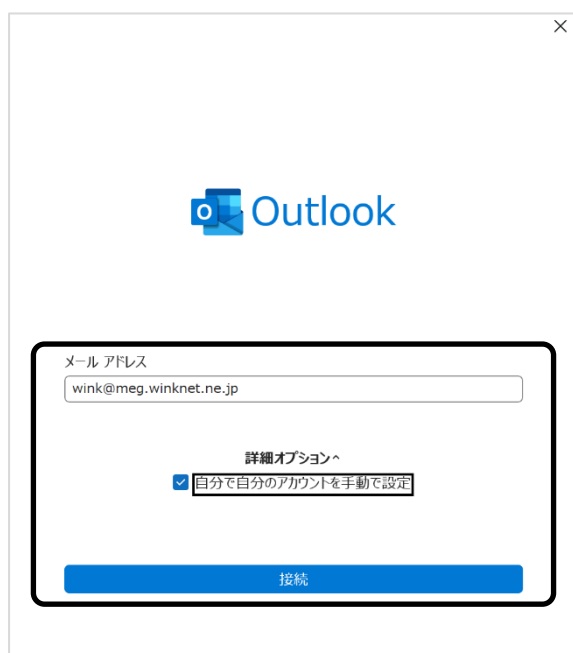 Outlook
メール アドレス
wink@meg.winknet.ne.jp
詳細オプション
自分で自分のアカウントを手動で設定
接続